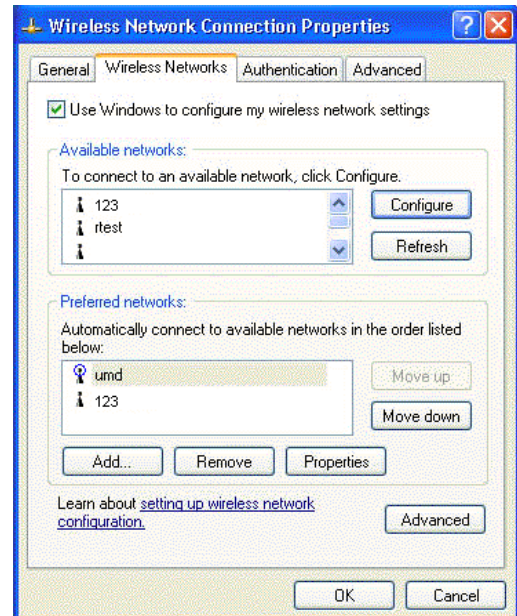 Wireless Network Connection Properties
General Wireless Networks Authentication Advanced
Use Windows to configure my wireless network settings
Available networks:
To connect to an available network, click Configure.
123
rtest
Configure
Refresh
Preferred networks:
Automatically connect to available networks in the order listed
below:
umd
123
Move up
Move down
Add... Remove Properties
Learn about setting up wireless network
configuration.
Advanced
OK Cancel